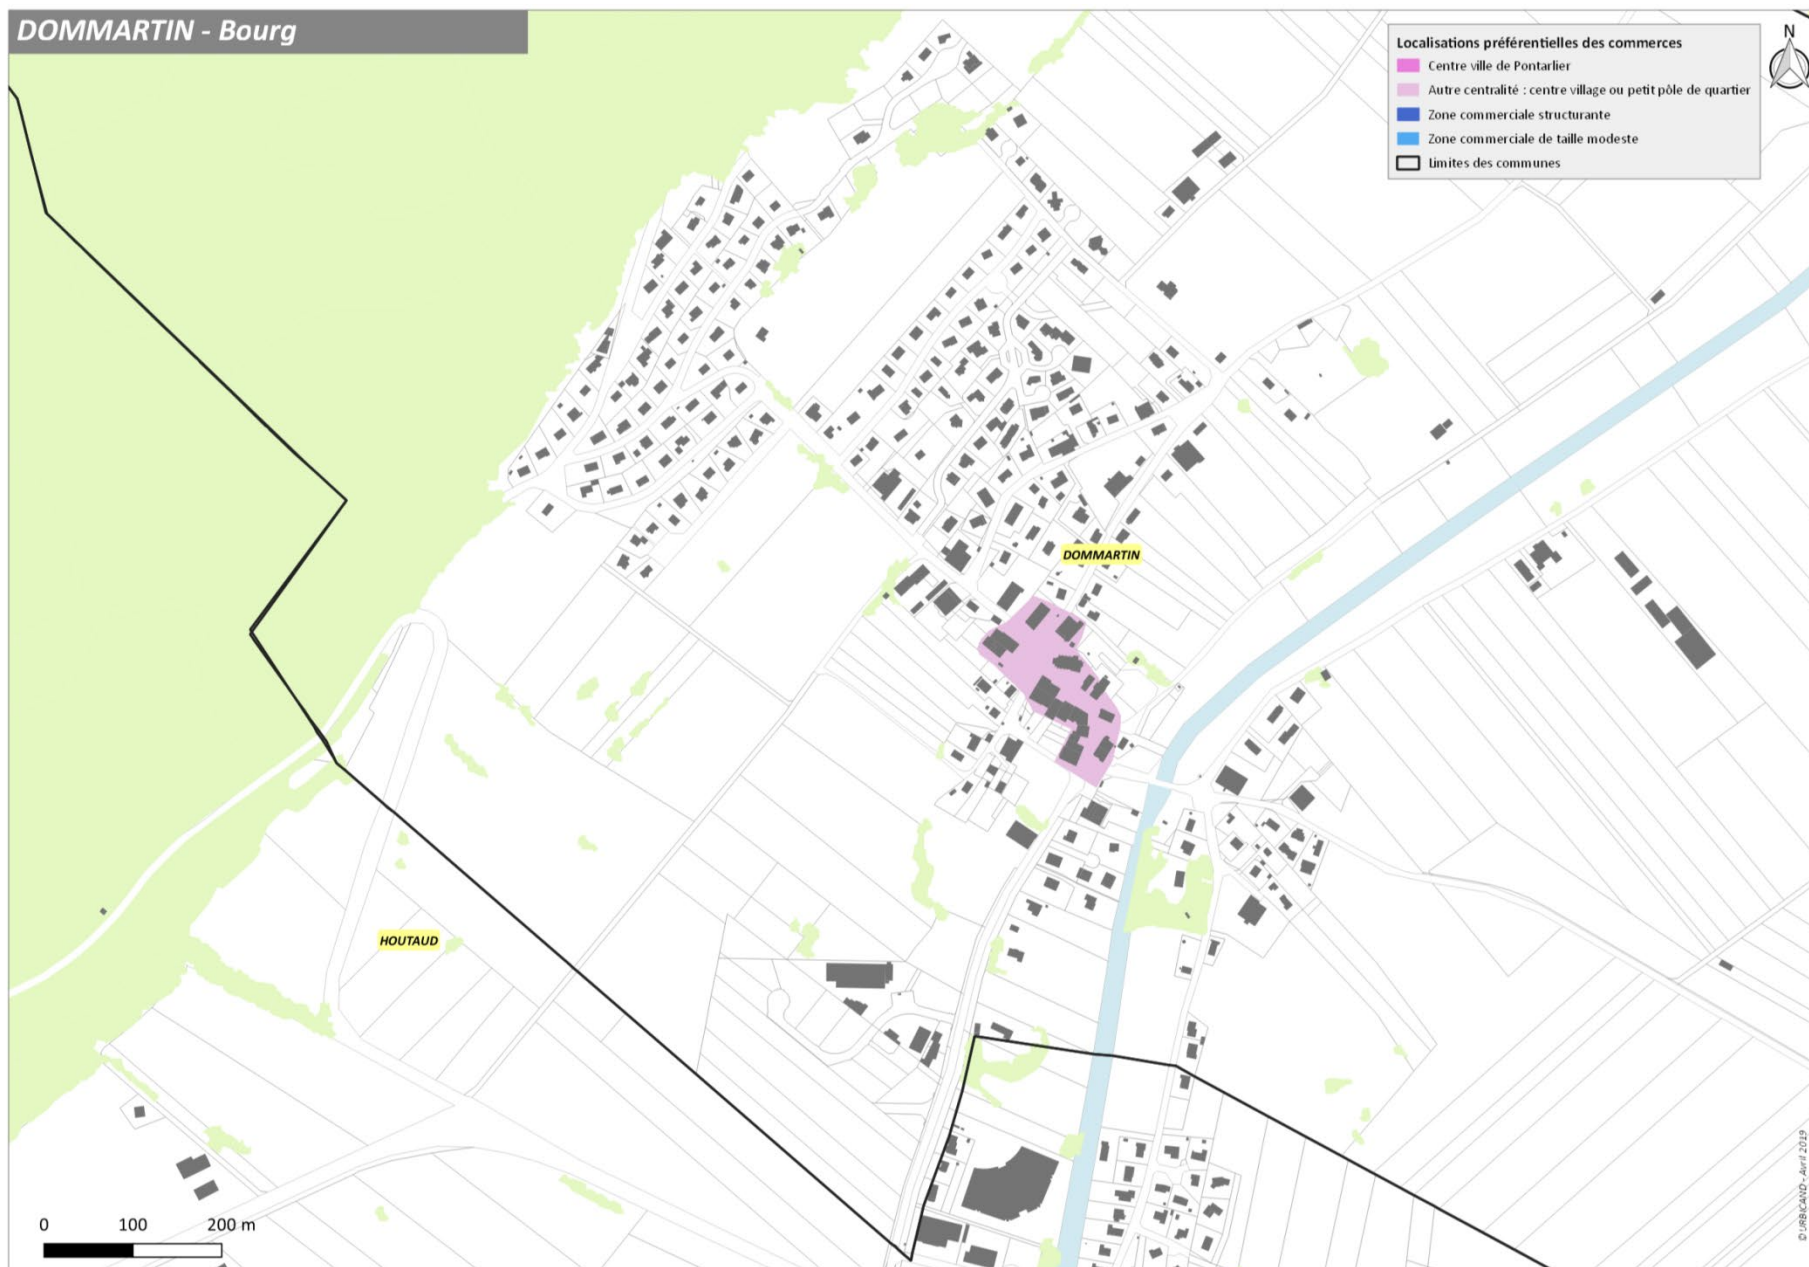 DOMMARTIN - Bourg
Localisations préférentielles des commerces
Centre ville de Pontarlier
Autre centralité : centre village ou petit pôle de quartier
Zone commerciale structurante
Zone commerciale de taille modeste
Limites des communes
N
DOMMARTIN
HOUTAUD
0 100 200 m
© URBICAND - Avril 2019